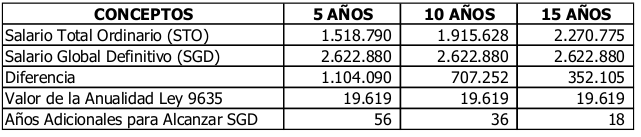 CONCEPTOS 5 AÑOS 10 AÑOS 15 AÑOS
Salario Total Ordinario (STO) 1.518.790 1.915.628 2.270.775
Salario Global Definitivo (SGD) 2.622.880 2.622.880 2.622.880
Diferencia 1.104.090 707.252 352.105
Valor de la Anualidad Ley 9635 19.619 19.619 19.619
Años Adicionales para Alcanzar SGD 56 36 18